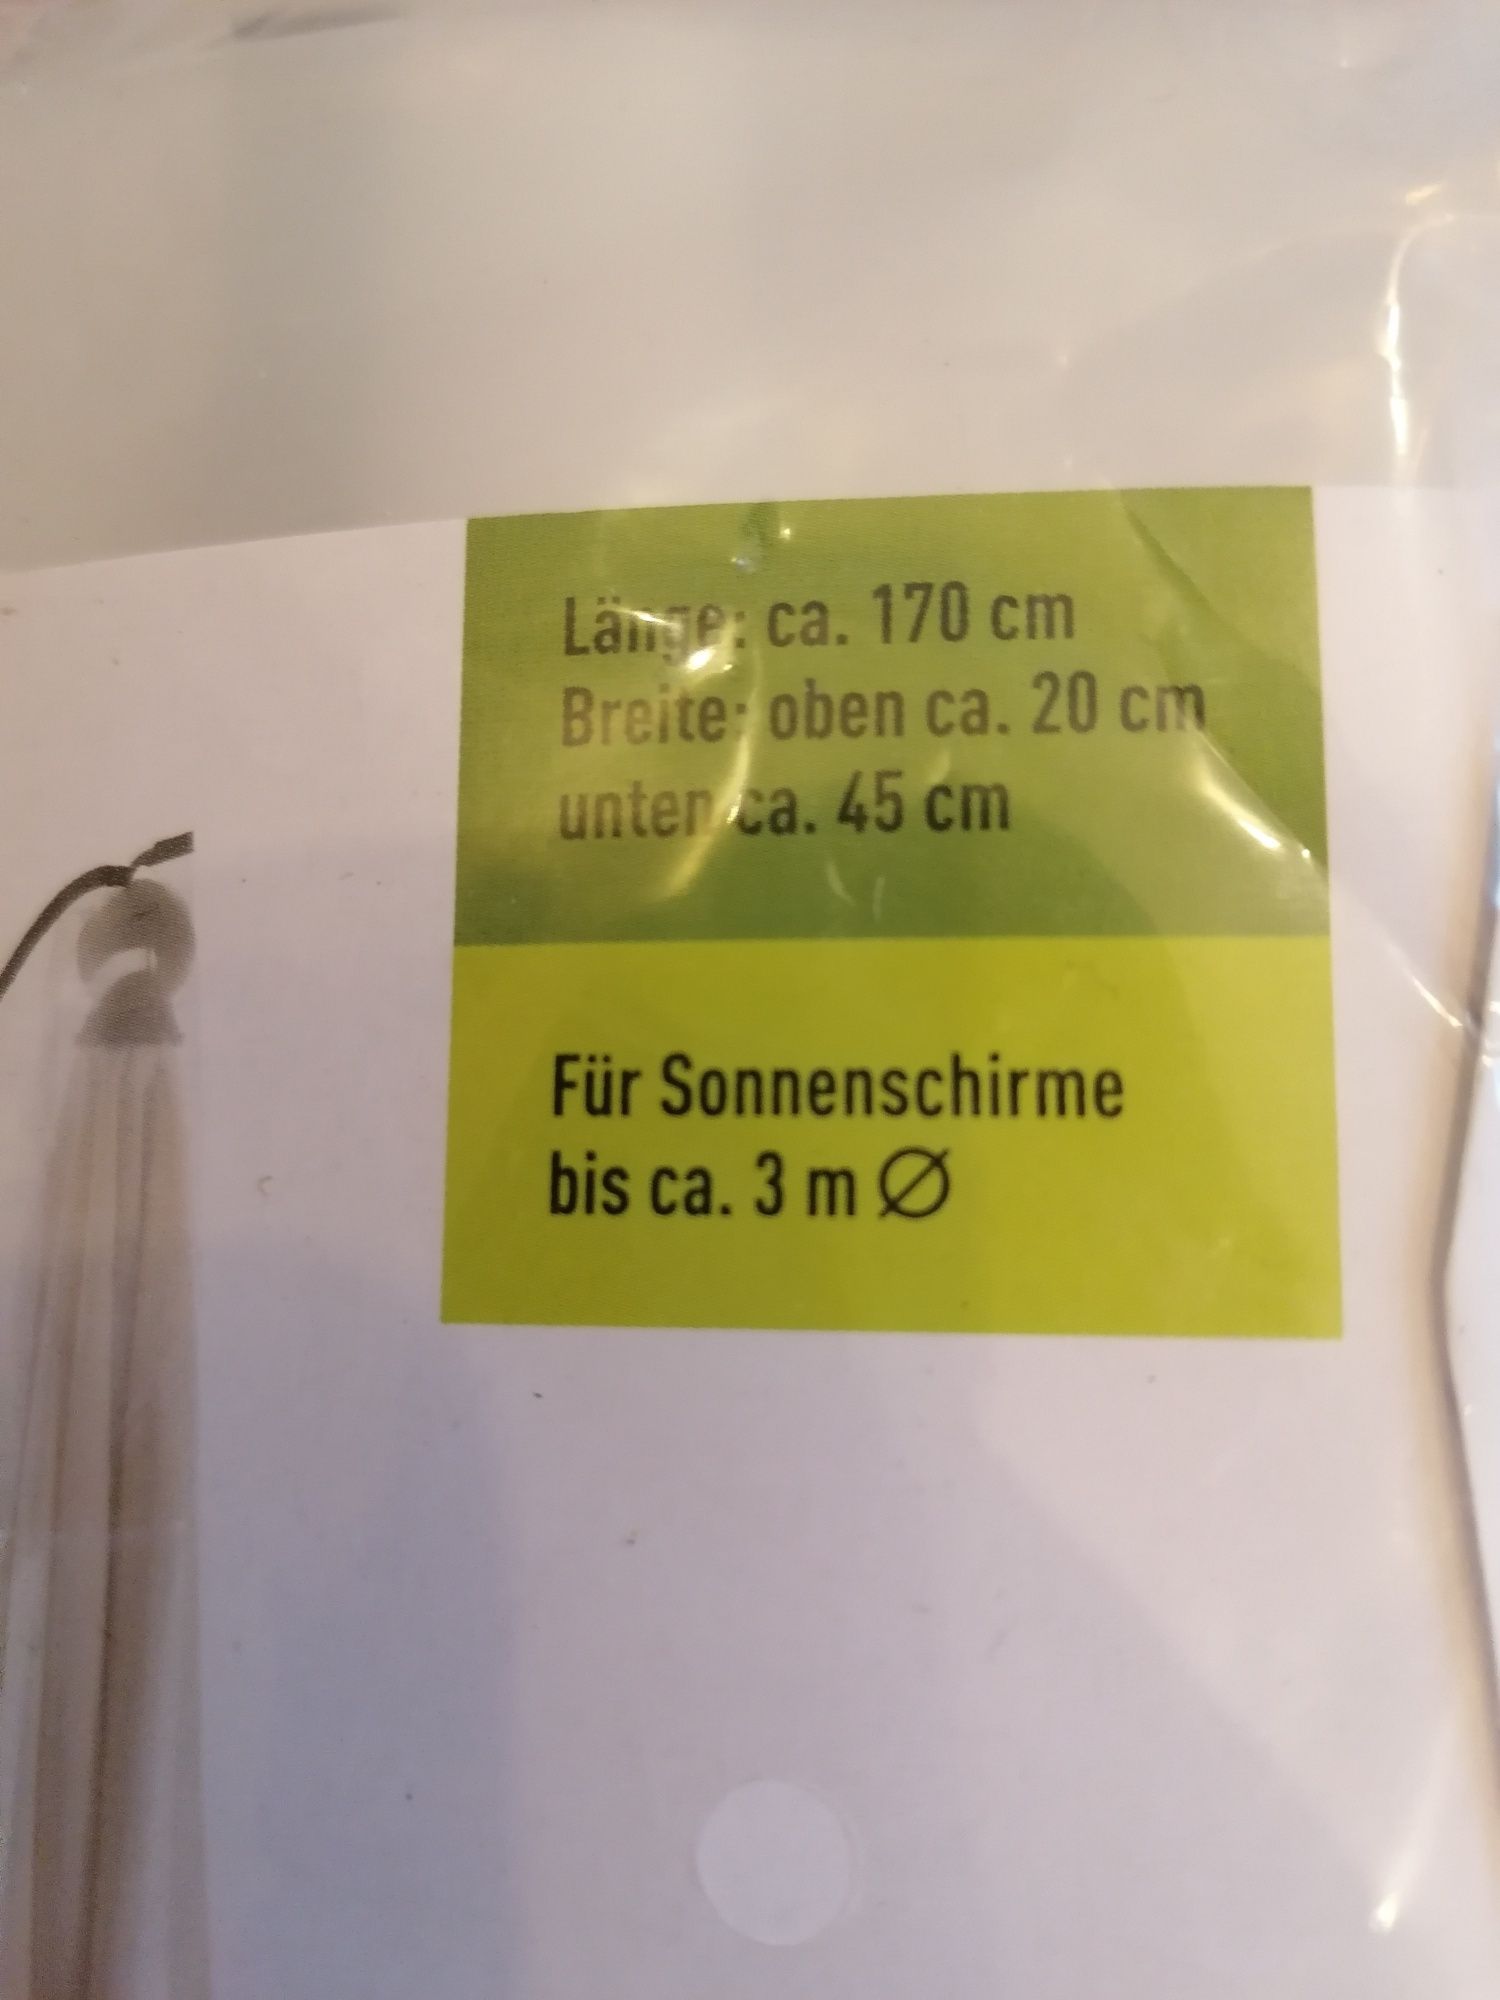 Länge: ca. 170 cm
Breite: oben ca. 20 cm
unten ca. 45 cm
Für Sonnenschirme
bis ca. 3 m Ø